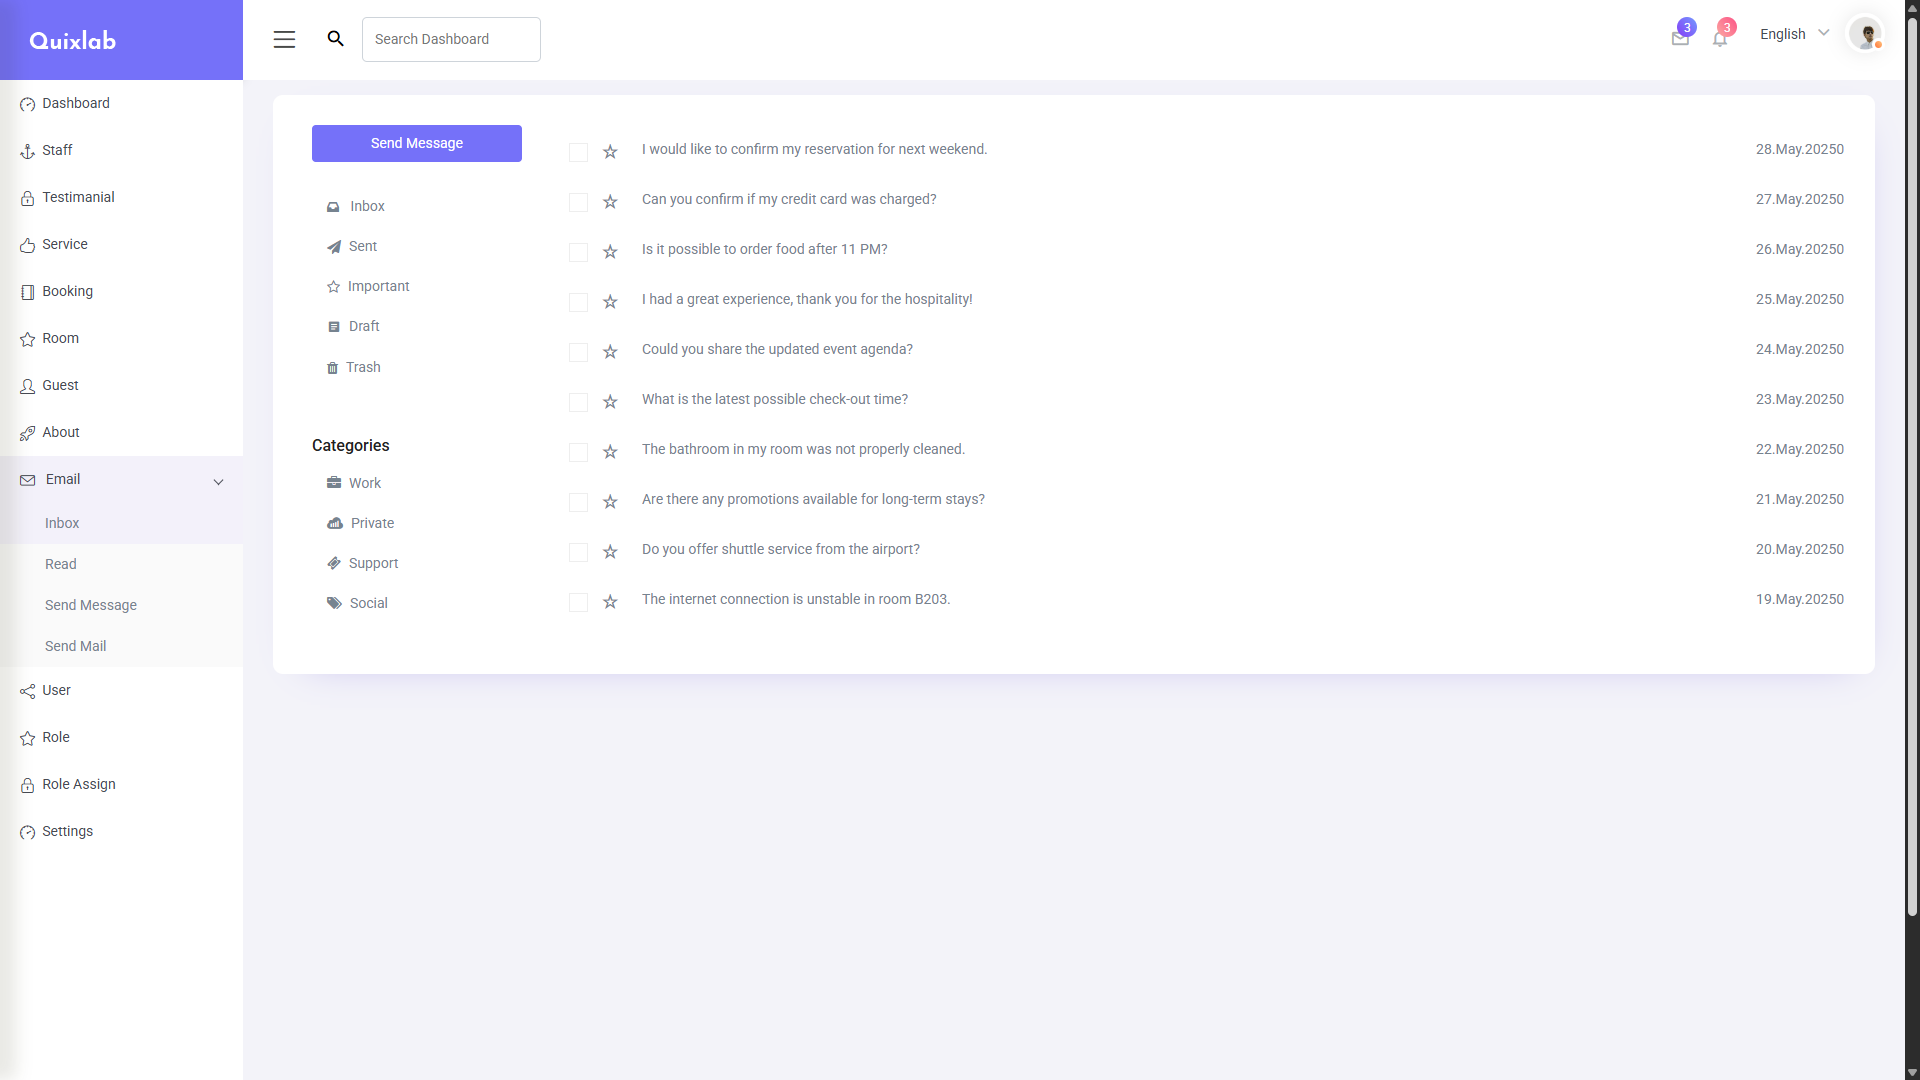 Quixlab
Search Dashboard
3
3
English
Dashboard
Staff
Testimanial
Service
Booking
Room
Guest
About
Email
Inbox
Read
Send Message
Send Mail
User
Role
Role Assign
Settings
Send Message
Inbox
Sent
Important
Draft
Trash
Categories
Work
Private
Support
Social
I would like to confirm my reservation for next weekend. 28.May.20250
Can you confirm if my credit card was charged? 27.May.20250
Is it possible to order food after 11 PM? 26.May.20250
I had a great experience, thank you for the hospitality! 25.May.20250
Could you share the updated event agenda? 24.May.20250
What is the latest possible check-out time? 23.May.20250
The bathroom in my room was not properly cleaned. 22.May.20250
Are there any promotions available for long-term stays? 21.May.20250
Do you offer shuttle service from the airport? 20.May.20250
The internet connection is unstable in room B203. 19.May.20250